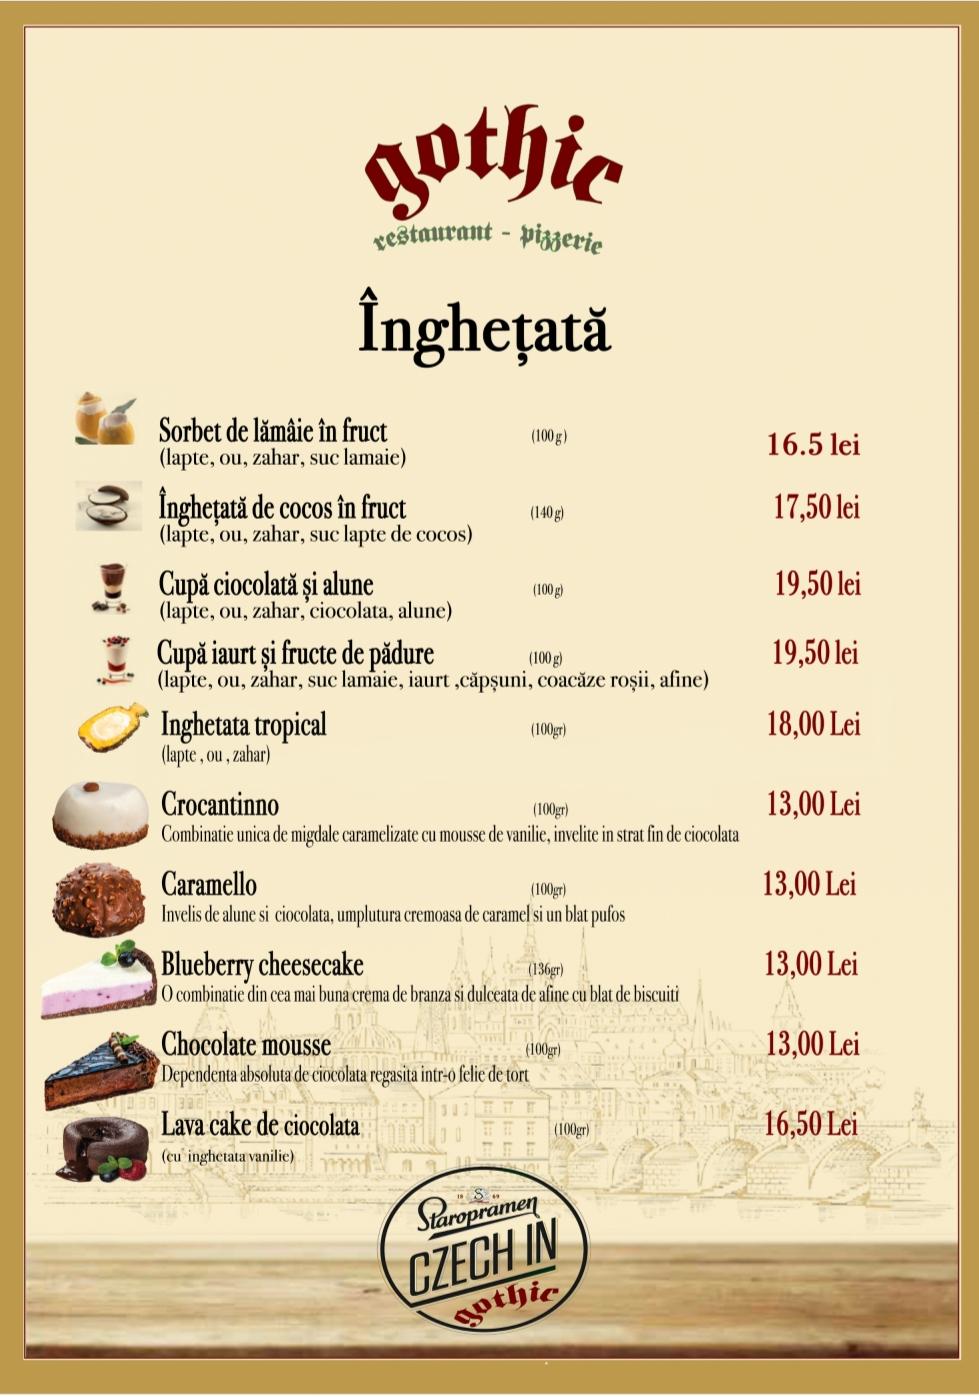 gothic
restaurant - pizzerie
Înghețată
Sorbet de lămâie în fruct (100 g) 16.5 lei
(lapte, ou, zahar, suc lamaie)
Înghețată de cocos în fruct (140 g) 17,50 lei
(lapte, ou, zahar, suc lapte de cocos)
Cupă ciocolată și alune (100 g) 19,50 lei
(lapte, ou, zahar, ciocolata, alune)
Cupă iaurt și fructe de pădure (100 g) 19,50 lei
(lapte, ou, zahar, suc lamaie, iaurt ,căpșuni, coacăze roșii, afine)
Inghetata tropical (100gr) 18,00 Lei
(lapte , ou , zahar)
Crocantinno (100gr) 13,00 Lei
Combinatie unica de migdale caramelizate cu mousse de vanilie, invelite in strat fin de ciocolata
Caramello (100gr) 13,00 Lei
Invelis de alune si ciocolata, umplutura cremoasa de caramel si un blat pufos
Blueberry cheesecake (136gr) 13,00 Lei
O combinatie din cea mai buna crema de branza si dulceata de afine cu blat de biscuiti
Chocolate mousse (100gr) 13,00 Lei
Dependenta absoluta de ciocolata regasita intr-o felie de tort
Lava cake de ciocolata (100gr) 16,50 Lei
(cu inghetata vanilie)
18 S 69
Staropramen
CZECH IN
gothic